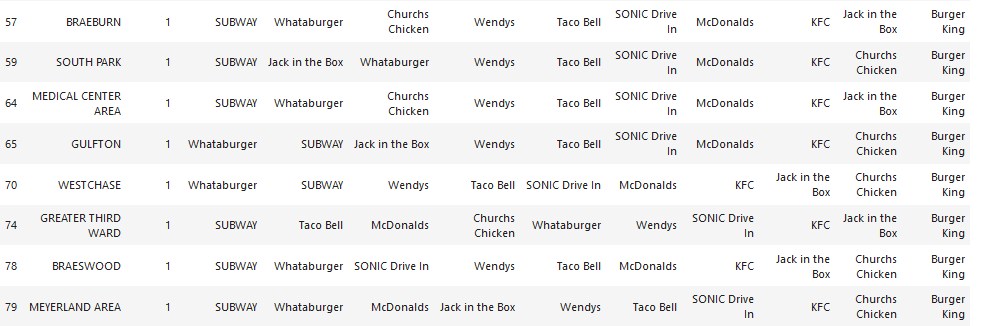 57 BRAEBURN 1 SUBWAY Whataburger Churchs Chicken Wendys Taco Bell SONIC Drive In McDonalds KFC Jack in the Box Burger King
59 SOUTH PARK 1 SUBWAY Jack in the Box Whataburger Wendys Taco Bell SONIC Drive In McDonalds KFC Churchs Chicken Burger King
64 MEDICAL CENTER AREA 1 SUBWAY Whataburger Churchs Chicken Wendys Taco Bell SONIC Drive In McDonalds KFC Jack in the Box Burger King
65 GULFTON 1 Whataburger SUBWAY Jack in the Box Wendys Taco Bell SONIC Drive In McDonalds KFC Churchs Chicken Burger King
70 WESTCHASE 1 Whataburger SUBWAY Wendys Taco Bell SONIC Drive In McDonalds KFC Jack in the Box Churchs Chicken Burger King
74 GREATER THIRD WARD 1 SUBWAY Taco Bell McDonalds Churchs Chicken Whataburger Wendys SONIC Drive In KFC Jack in the Box Burger King
78 BRAESWOOD 1 SUBWAY Whataburger SONIC Drive In Wendys Taco Bell McDonalds KFC Jack in the Box Churchs Chicken Burger King
79 MEYERLAND AREA 1 SUBWAY Whataburger McDonalds Jack in the Box Wendys Taco Bell SONIC Drive In KFC Churchs Chicken Burger King